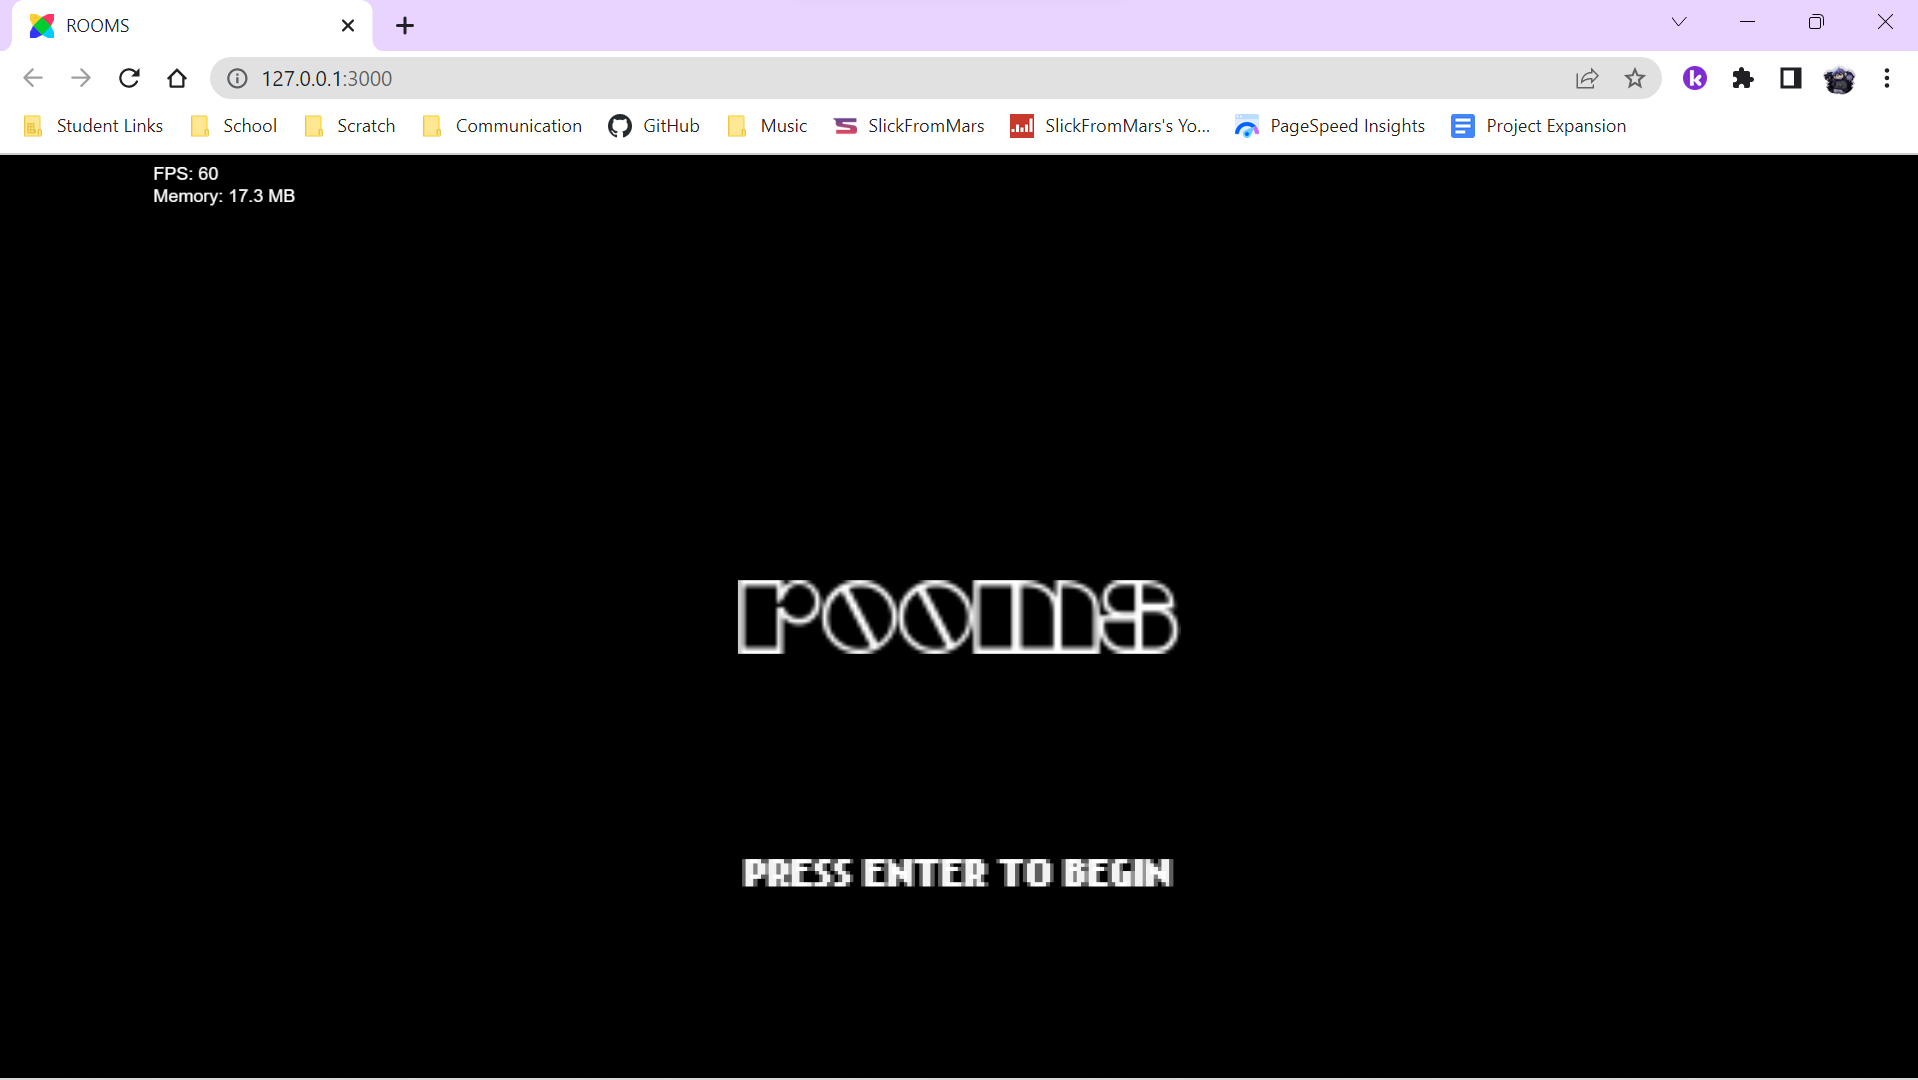 ROOMS
127.0.0.1:3000
Student Links School Scratch Communication GitHub Music SlickFromMars SlickFromMars's Yo... PageSpeed Insights Project Expansion
FPS: 60
Memory: 17.3 MB
rooms
PRESS ENTER TO BEGIN